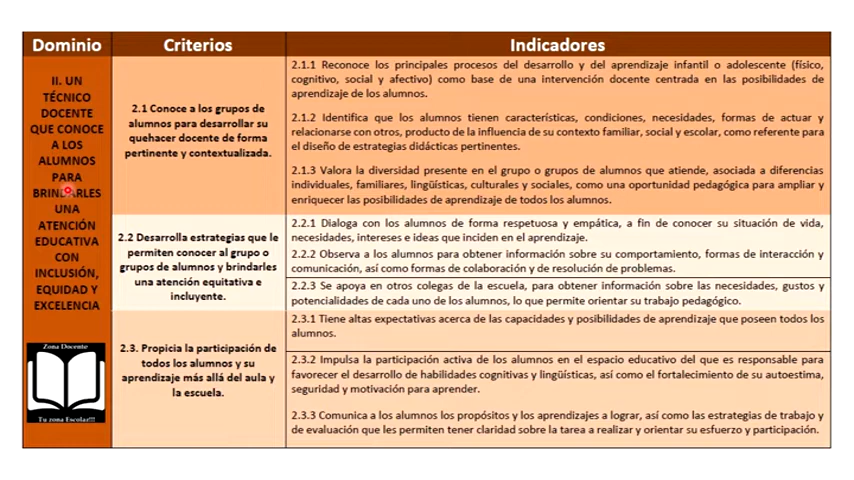 Dominio
Criterios
Indicadores
II. UN
TÉCNICO
DOCENTE
QUE CONOCE
A LOS
ALUMNOS
PARA
BRINDARLES
UNA
ATENCIÓN
EDUCATIVA
CON
INCLUSIÓN,
EQUIDAD Y
EXCELENCIA
Zona Docente
Tu zona Escolar!!!
2.1 Conoce a los grupos de
alumnos para desarrollar su
quehacer docente de forma
pertinente y contextualizada.
2.1.1 Reconoce los principales procesos del desarrollo y del aprendizaje infantil o adolescente (físico,
cognitivo, social y afectivo) como base de una intervención docente centrada en las posibilidades de
aprendizaje de los alumnos.
2.1.2 Identifica que los alumnos tienen características, condiciones, necesidades, formas de actuar y
relacionarse con otros, producto de la influencia de su contexto familiar, social y escolar, como referente para
el diseño de estrategias didácticas pertinentes.
2.1.3 Valora la diversidad presente en el grupo o grupos de alumnos que atiende, asociada a diferencias
individuales, familiares, lingüísticas, culturales y sociales, como una oportunidad pedagógica para ampliar y
enriquecer las posibilidades de aprendizaje de todos los alumnos.
2.2 Desarrolla estrategias que le
permiten conocer al grupo o
grupos de alumnos y brindarles
una atención equitativa e
incluyente.
2.2.1 Dialoga con los alumnos de forma respetuosa y empática, a fin de conocer su situación de vida,
necesidades, intereses e ideas que inciden en el aprendizaje.
2.2.2 Observa a los alumnos para obtener información sobre su comportamiento, formas de interacción y
comunicación, así como formas de colaboración y de resolución de problemas.
2.2.3 Se apoya en otros colegas de la escuela, para obtener información sobre las necesidades, gustos y
potencialidades de cada uno de los alumnos, lo que permite orientar su trabajo pedagógico.
2.3. Propicia la participación de
todos los alumnos y su
aprendizaje más allá del aula y
la escuela.
2.3.1 Tiene altas expectativas acerca de las capacidades y posibilidades de aprendizaje que poseen todos los
alumnos.
2.3.2 Impulsa la participación activa de los alumnos en el espacio educativo del que es responsable para
favorecer el desarrollo de habilidades cognitivas y lingüísticas, así como el fortalecimiento de su autoestima,
seguridad y motivación para aprender.
2.3.3 Comunica a los alumnos los propósitos y los aprendizajes a lograr, así como las estrategias de trabajo y
de evaluación que les permiten tener claridad sobre la tarea a realizar y orientar su esfuerzo y participación.